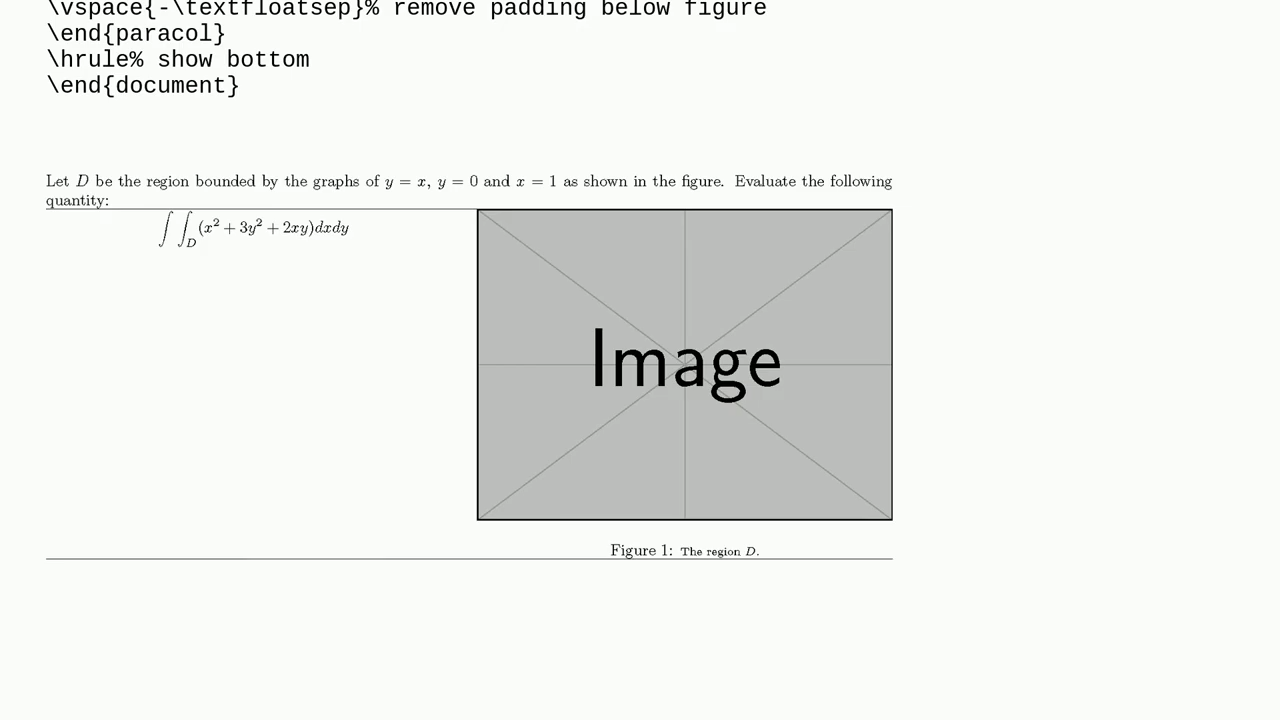 \vspace{-\textfloatsep}% remove padding below figure
\end{paracol}
\hrule% show bottom
\end{document}
Let D be the region bounded by the graphs of y = x, y = 0 and x = 1 as shown in the figure. Evaluate the following
quantity:
∫∫_D (x² + 3y² + 2xy)dxdy
Image
Figure 1: The region D.